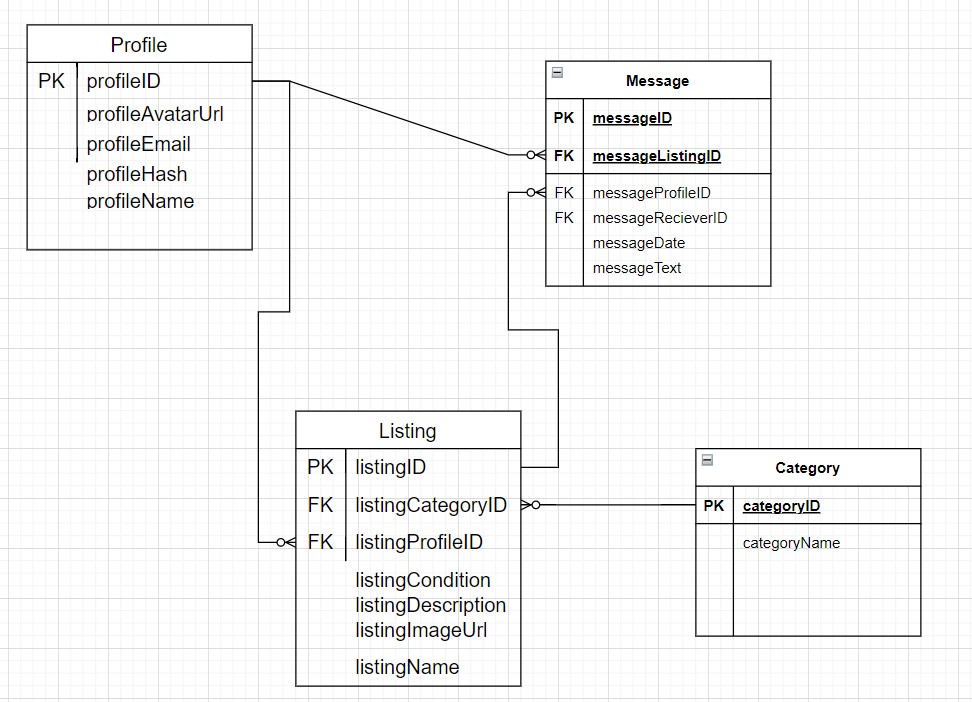 Profile
PK profileID
profileAvatarUrl
profileEmail
profileHash
profileName
Message
PK messageID
FK messageListingID
FK messageProfileID
FK messageRecieverID
messageDate
messageText
Listing
PK listingID
FK listingCategoryID
FK listingProfileID
listingCondition
listingDescription
listingImageUrl
listingName
Category
PK categoryID
categoryName